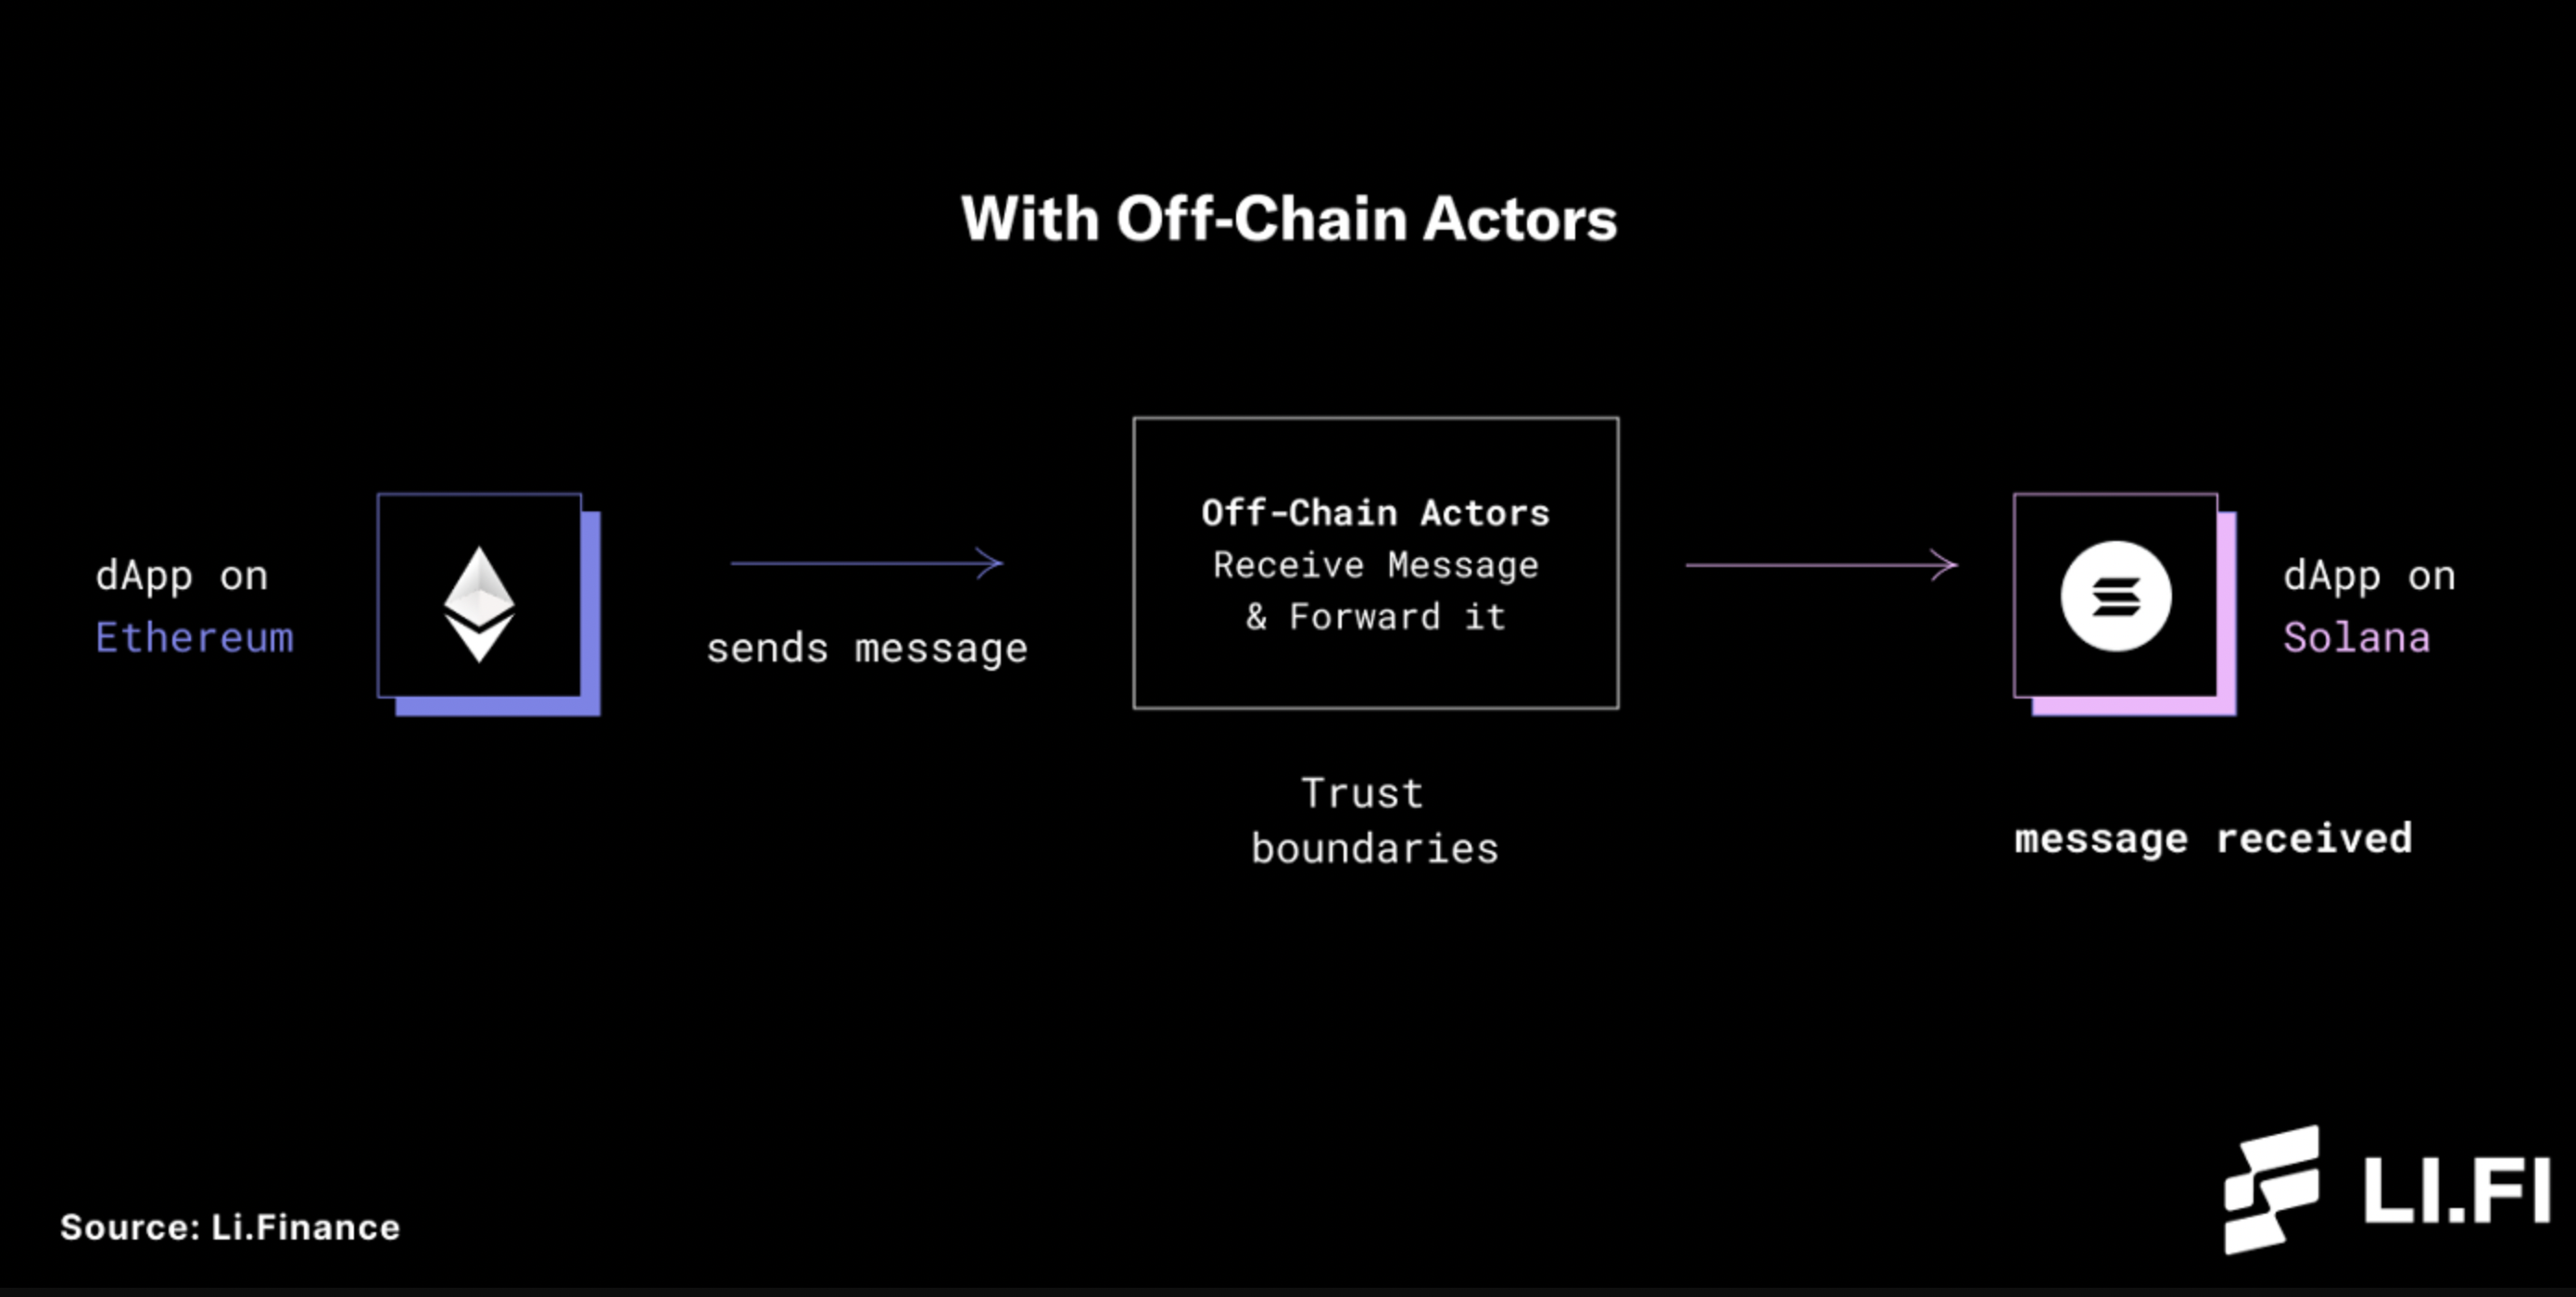 With Off-Chain Actors
dApp on
Ethereum
sends message
Off-Chain Actors
Receive Message
& Forward it
Trust
boundaries
dApp on
Solana
message received
Source: Li.Finance
LI.FI